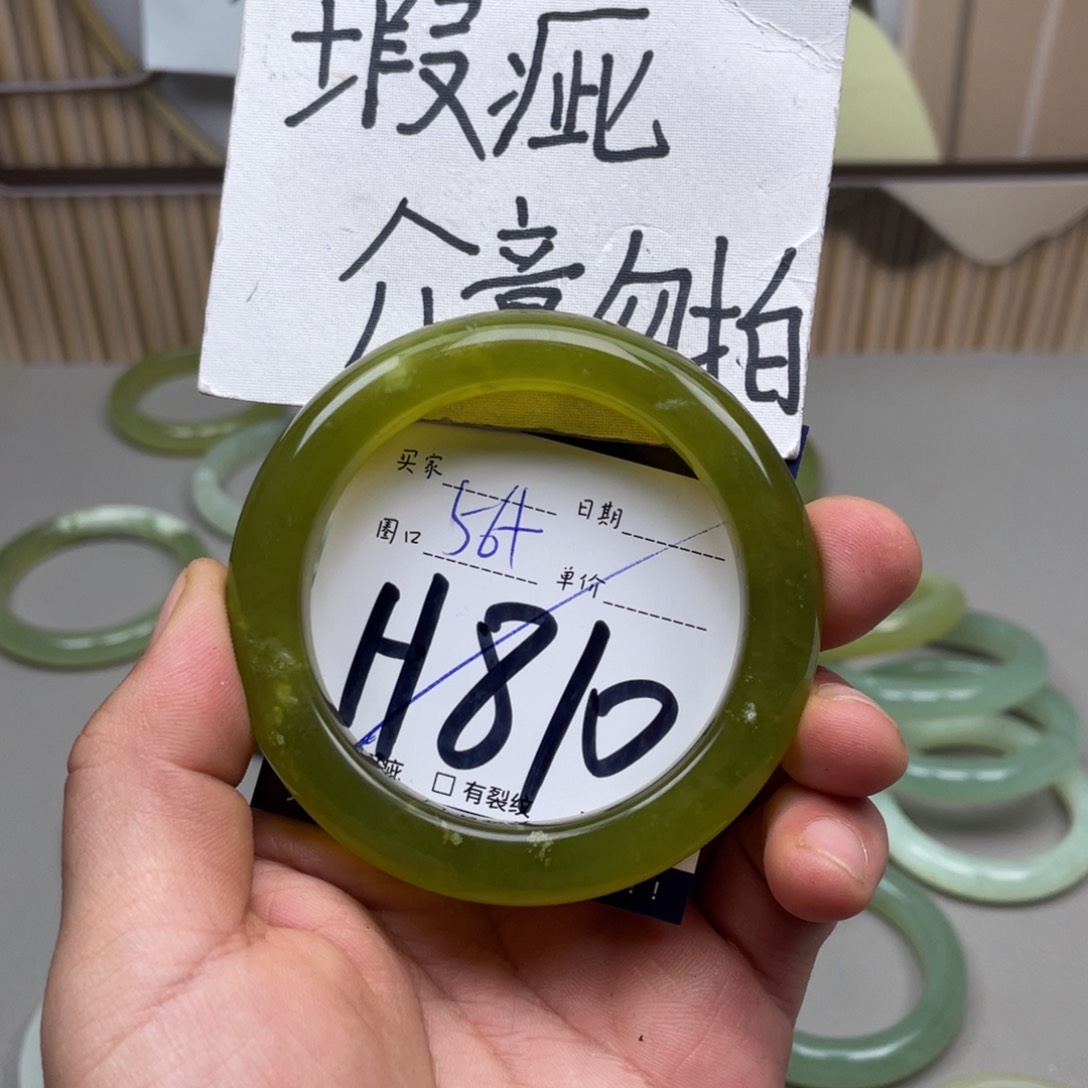 瑕疵
介意勿拍
买家 日期
圈口 56+ 单价
H810
疵 □ 有裂纹
!!